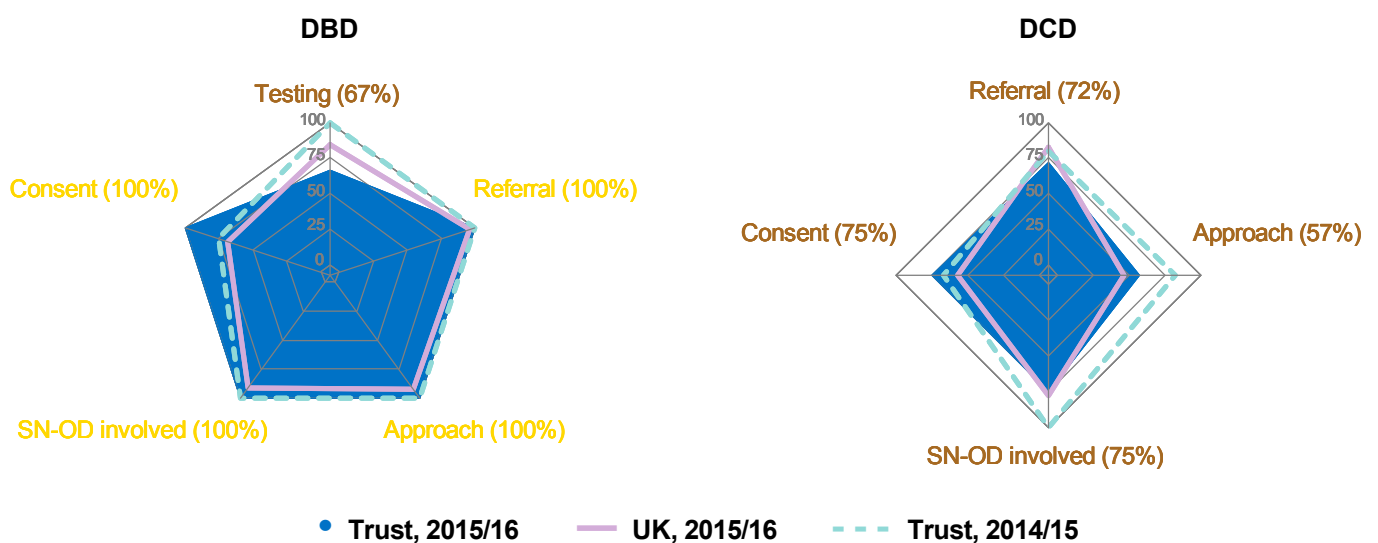 DBD
Testing (67%)
100
75
50
25
0
Consent (100%)
Referral (100%)
SN-OD involved (100%)
Approach (100%)
DCD
Referral (72%)
100
75
50
25
0
Consent (75%)
Approach (57%)
SN-OD involved (75%)
Trust, 2015/16
UK, 2015/16
Trust, 2014/15